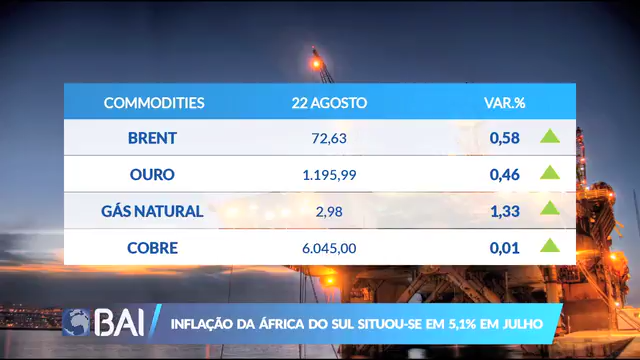 COMMODITIES 22 AGOSTO VAR.%
BRENT 72,63 0,58
OURO 1.195,99 0,46
GÁS NATURAL 2,98 1,33
COBRE 6.045,00 0,01
BAI INFLAÇÃO DA ÁFRICA DO SUL SITUOU-SE EM 5,1% EM JULHO